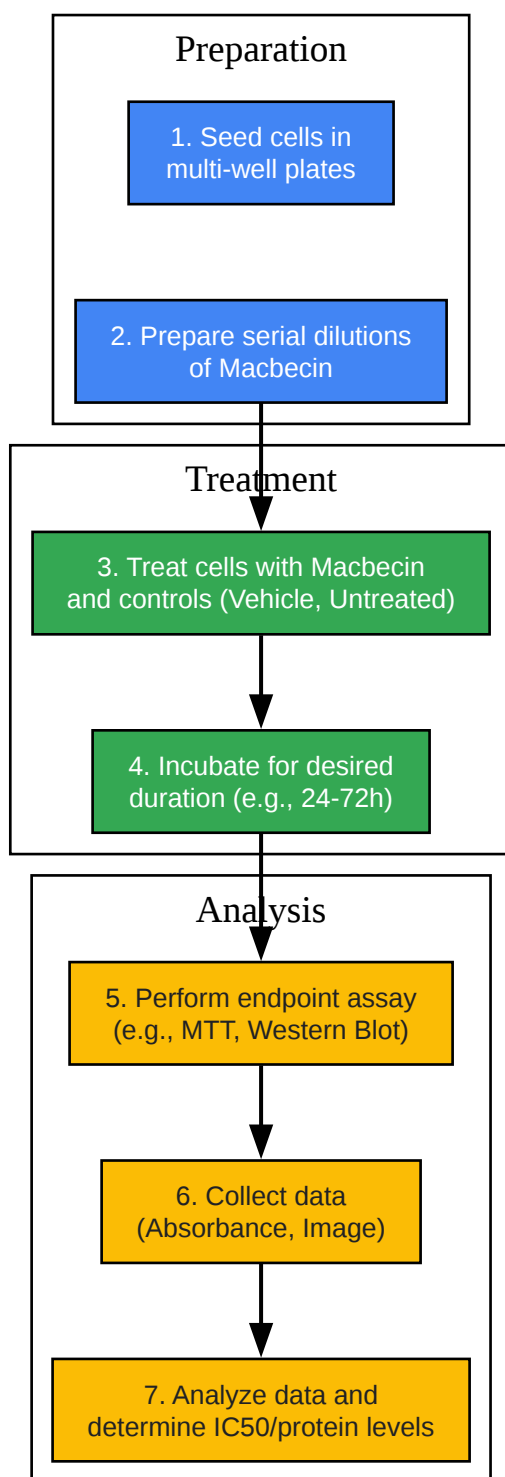 Preparation
1. Seed cells in
multi-well plates
2. Prepare serial dilutions
of Macbecin
Treatment
3. Treat cells with Macbecin
and controls (Vehicle, Untreated)
4. Incubate for desired
duration (e.g., 24-72h)
Analysis
5. Perform endpoint assay
(e.g., MTT, Western Blot)
6. Collect data
(Absorbance, Image)
7. Analyze data and
determine IC50/protein levels